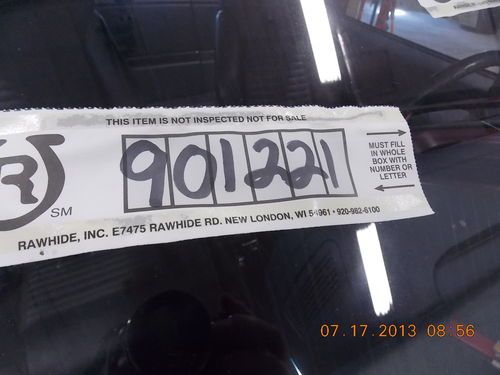 THIS ITEM IS NOT INSPECTED NOT FOR SALE
901221
MUST FILL
IN WHOLE
BOX WITH
NUMBER OR
LETTER
R
SM
RAWHIDE, INC. E7475 RAWHIDE RD. NEW LONDON, WI 54961 • 920-982-6100
07.17.2013 08:56